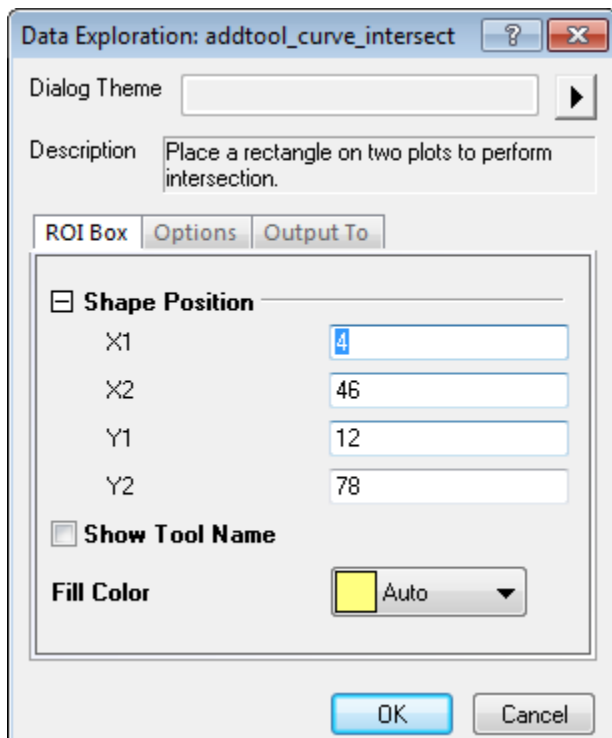 Data Exploration: addtool_curve_intersect
Dialog Theme
Description Place a rectangle on two plots to perform
intersection.
ROI Box Options Output To
Shape Position
X1 4
X2 46
Y1 12
Y2 78
Show Tool Name
Fill Color Auto
OK Cancel